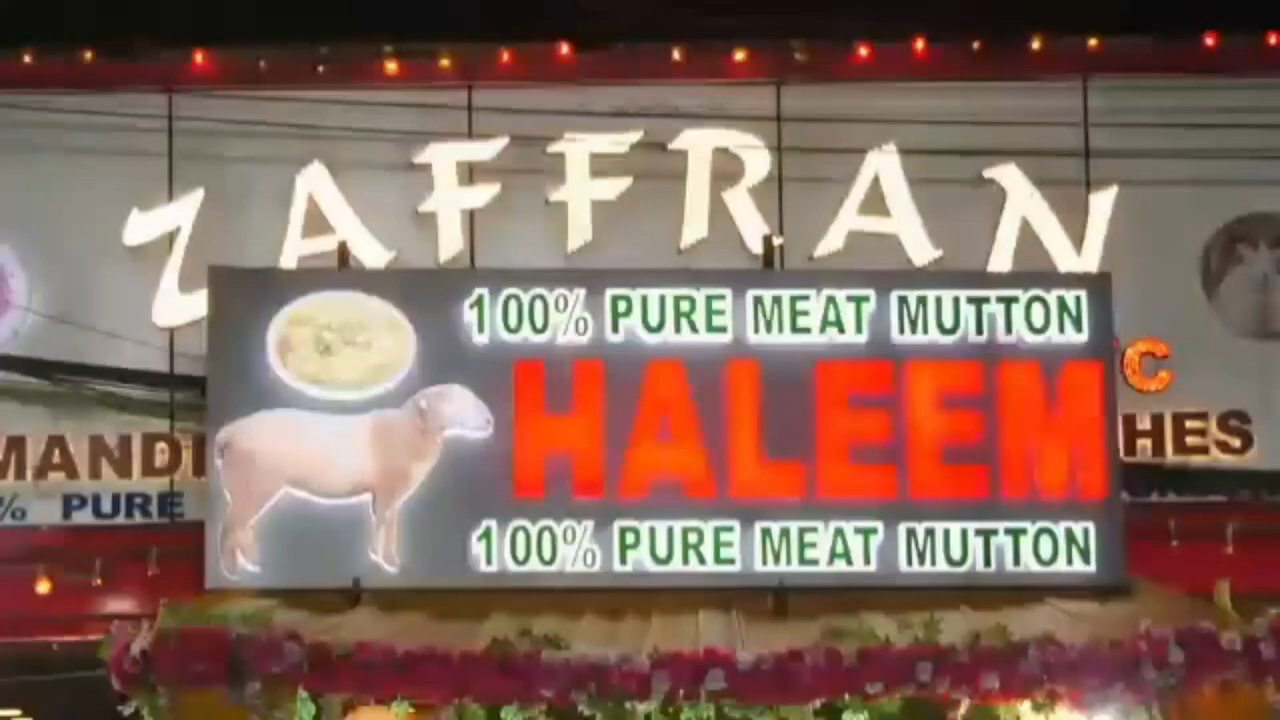 ZAFFRAN
100% PURE MEAT MUTTON
HALEEM
100% PURE MEAT MUTTON
C
MANDI
HES
% PURE